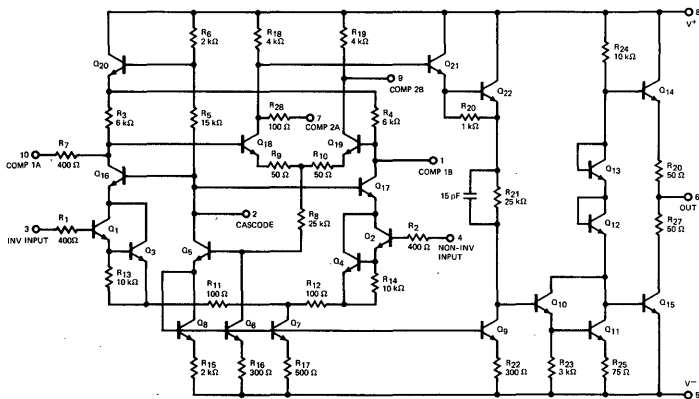 8
V+
R6
2 kΩ
R18
4 kΩ
R19
4 kΩ
R24
10 kΩ
Q20
Q21
Q22
Q14
9
COMP 2B
R3
6 kΩ
R5
15 kΩ
R28
100 Ω
7
COMP 2A
R4
6 kΩ
R20
1 kΩ
10
COMP 1A
R7
400 Ω
Q18
Q19
R9
50 Ω
R10
50 Ω
1
COMP 1B
Q13
R20
50 Ω
Q16
Q17
15 pF
R21
25 kΩ
6
OUT
3
INV INPUT
R1
400Ω
Q1
2
CASCODE
R8
25 kΩ
Q2
R2
400 Ω
4
NON-INV
INPUT
Q12
R27
50 Ω
Q3
Q5
Q4
R13
10 kΩ
R11
100 Ω
R12
100 Ω
R14
10 kΩ
Q10
Q15
Q8
Q6
Q7
Q9
Q11
R15
2 kΩ
R16
300 Ω
R17
500 Ω
R22
300 Ω
R23
3 kΩ
R25
75 Ω
V−
5